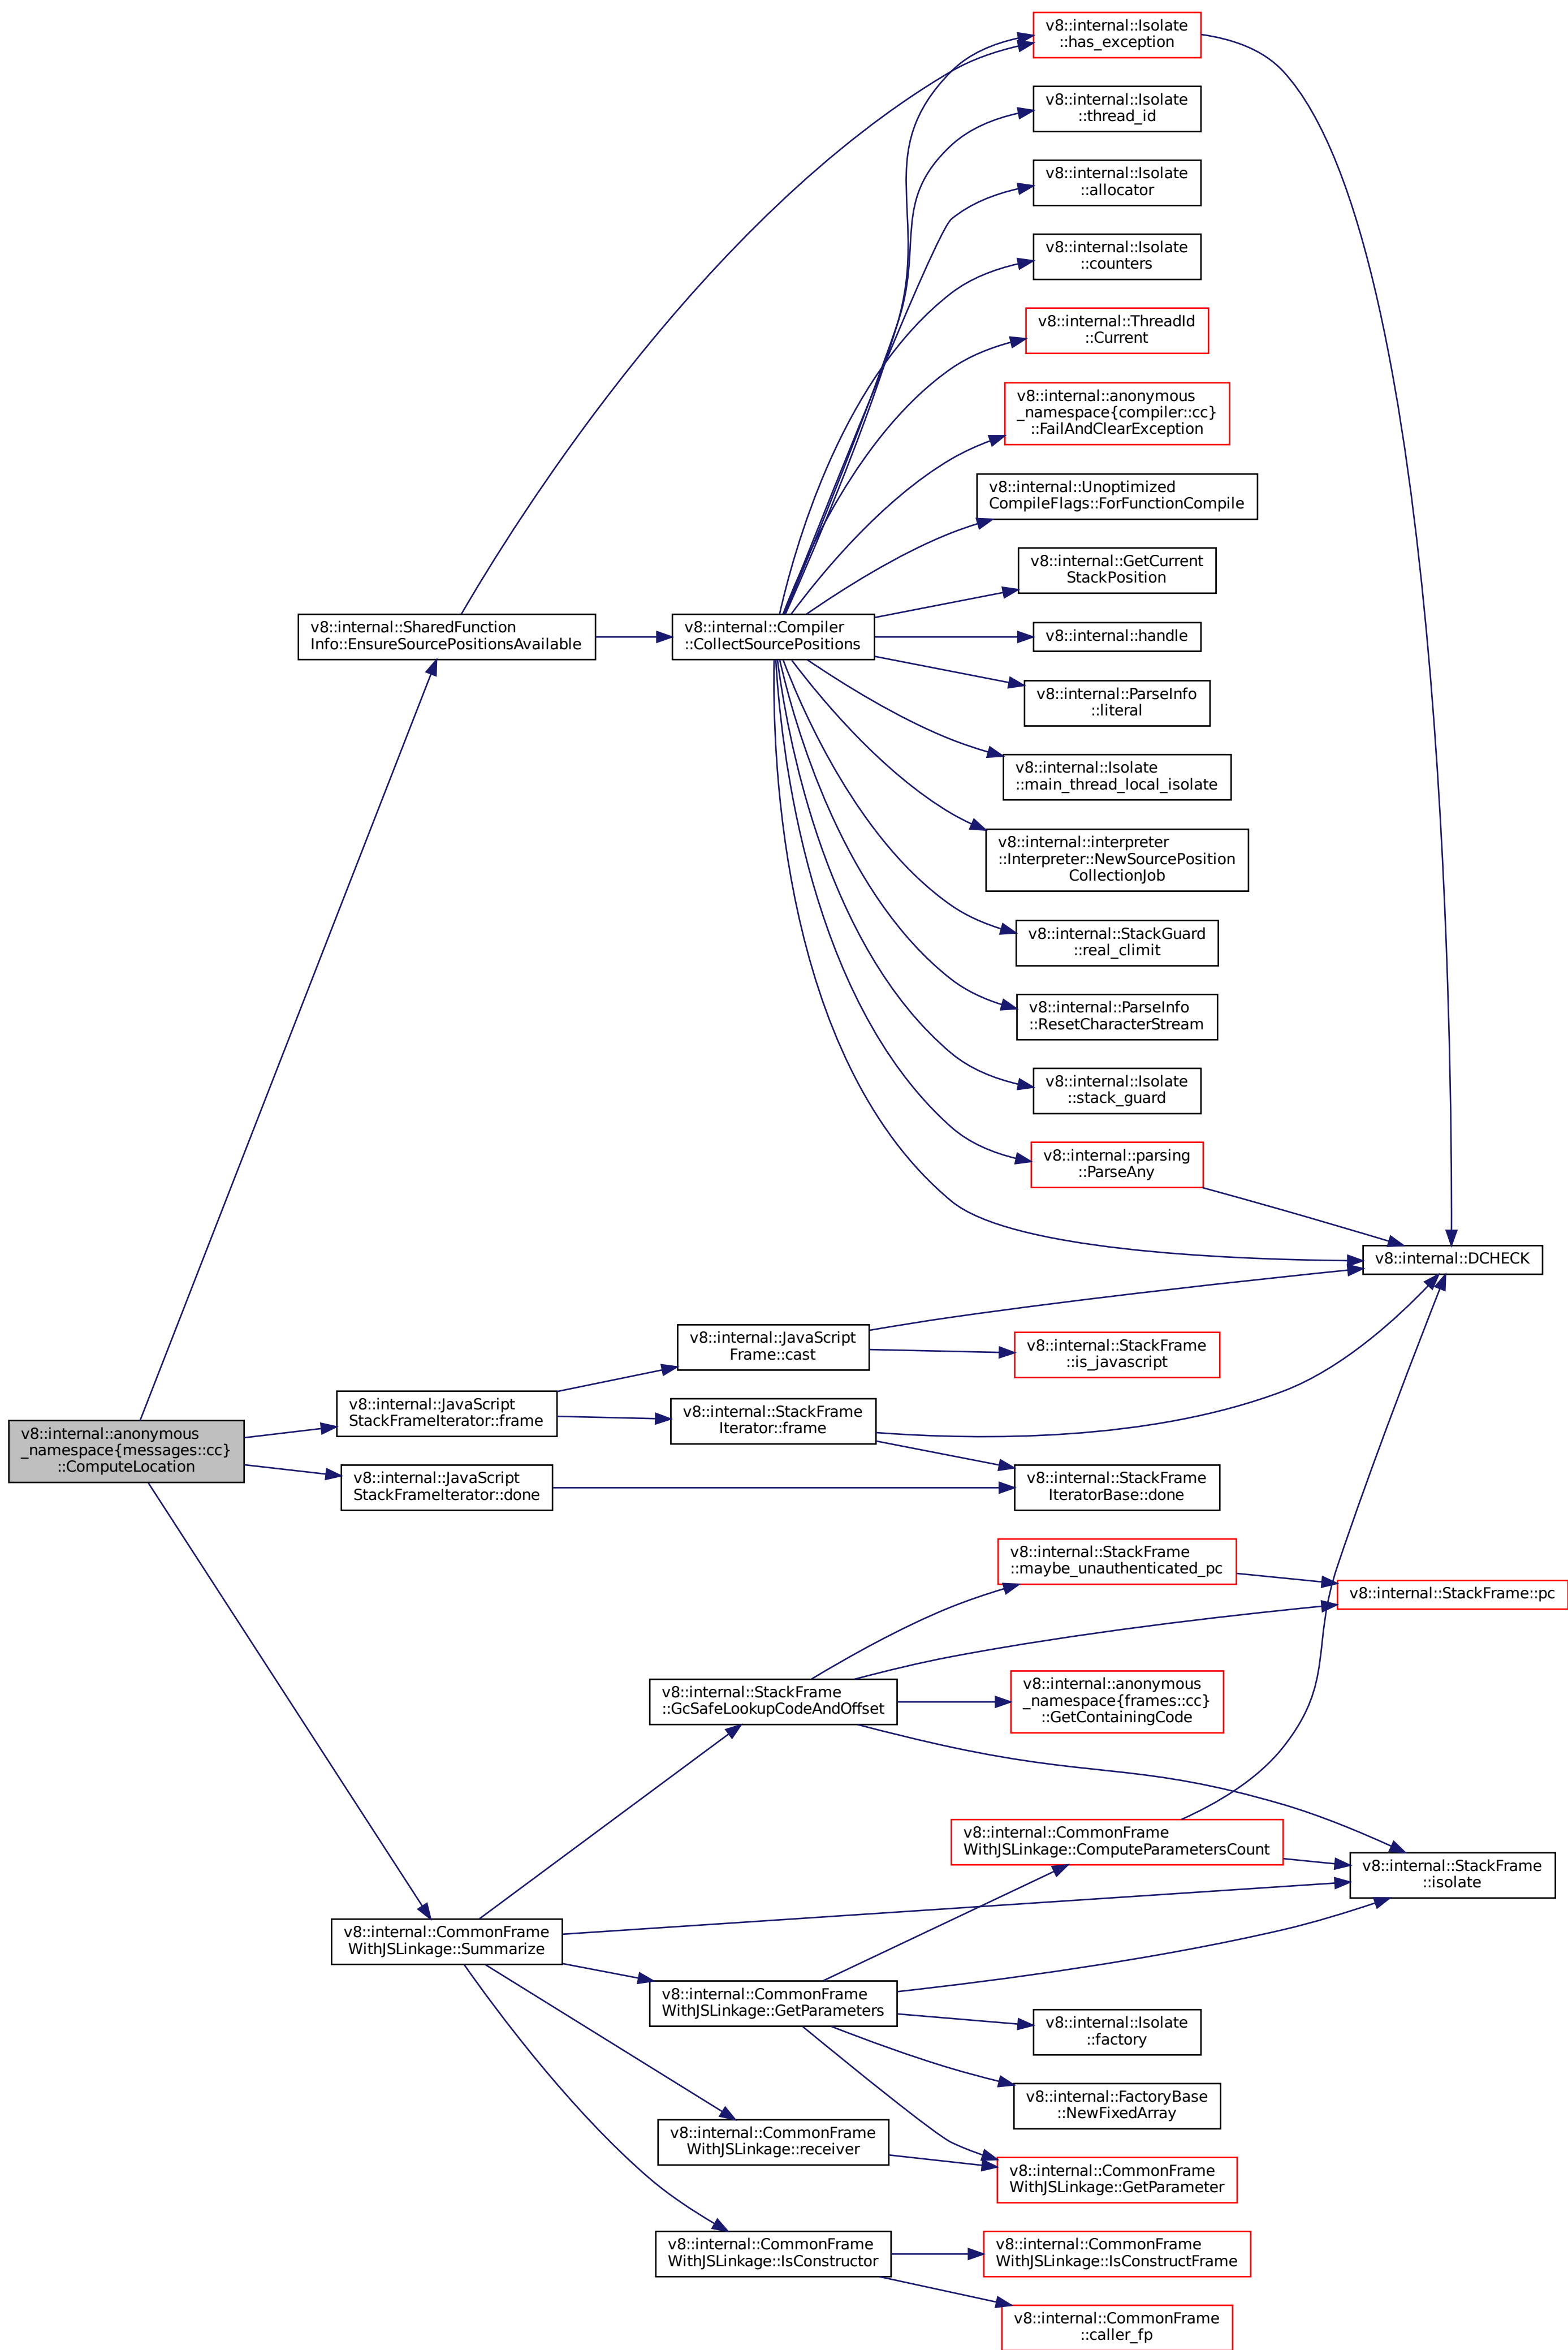 v8::internal::Isolate
::has_exception
v8::internal::Isolate
::thread_id
v8::internal::Isolate
::allocator
v8::internal::Isolate
::counters
v8::internal::ThreadId
::Current
v8::internal::anonymous
_namespace{compiler::cc}
::FailAndClearException
v8::internal::Unoptimized
CompileFlags::ForFunctionCompile
v8::internal::GetCurrent
StackPosition
v8::internal::SharedFunction
Info::EnsureSourcePositionsAvailable
v8::internal::Compiler
::CollectSourcePositions
v8::internal::handle
v8::internal::ParseInfo
::literal
v8::internal::Isolate
::main_thread_local_isolate
v8::internal::interpreter
::Interpreter::NewSourcePosition
CollectionJob
v8::internal::StackGuard
::real_climit
v8::internal::ParseInfo
::ResetCharacterStream
v8::internal::Isolate
::stack_guard
v8::internal::parsing
::ParseAny
v8::internal::DCHECK
v8::internal::JavaScript
Frame::cast
v8::internal::StackFrame
::is_javascript
v8::internal::JavaScript
StackFrameIterator::frame
v8::internal::StackFrame
Iterator::frame
v8::internal::anonymous
_namespace{messages::cc}
::ComputeLocation
v8::internal::JavaScript
StackFrameIterator::done
v8::internal::StackFrame
IteratorBase::done
v8::internal::StackFrame
::maybe_unauthenticated_pc
v8::internal::StackFrame::pc
v8::internal::StackFrame
::GcSafeLookupCodeAndOffset
v8::internal::anonymous
_namespace{frames::cc}
::GetContainingCode
v8::internal::CommonFrame
WithJSLinkage::ComputeParametersCount
v8::internal::StackFrame
::isolate
v8::internal::CommonFrame
WithJSLinkage::Summarize
v8::internal::CommonFrame
WithJSLinkage::GetParameters
v8::internal::Isolate
::factory
v8::internal::FactoryBase
::NewFixedArray
v8::internal::CommonFrame
WithJSLinkage::receiver
v8::internal::CommonFrame
WithJSLinkage::GetParameter
v8::internal::CommonFrame
WithJSLinkage::IsConstructor
v8::internal::CommonFrame
WithJSLinkage::IsConstructFrame
v8::internal::CommonFrame
::caller_fp